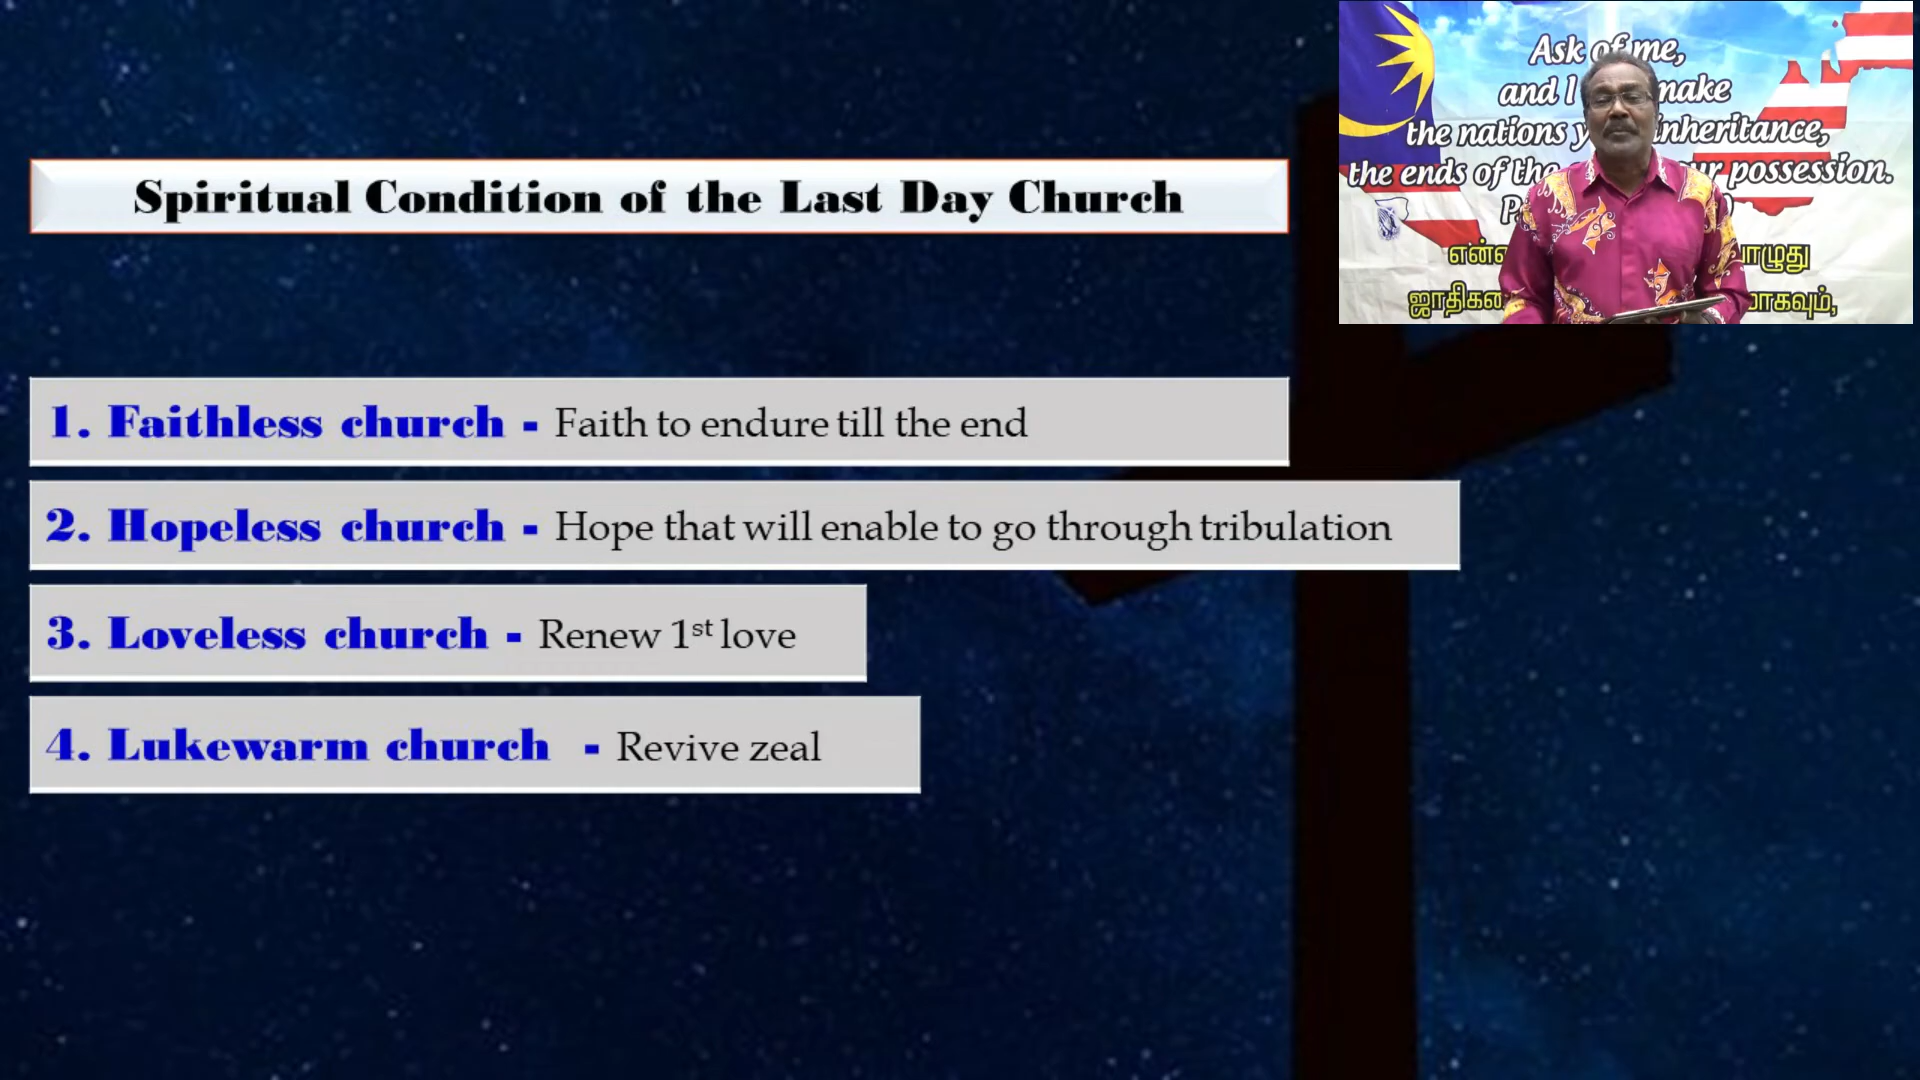 Spiritual Condition of the Last Day Church
1. Faithless church - Faith to endure till the end
2. Hopeless church - Hope that will enable to go through tribulation
3. Loveless church - Renew 1st love
4. Lukewarm church - Revive zeal
Ask of me,
and I make
the nations inheritance,
the ends of the possession.